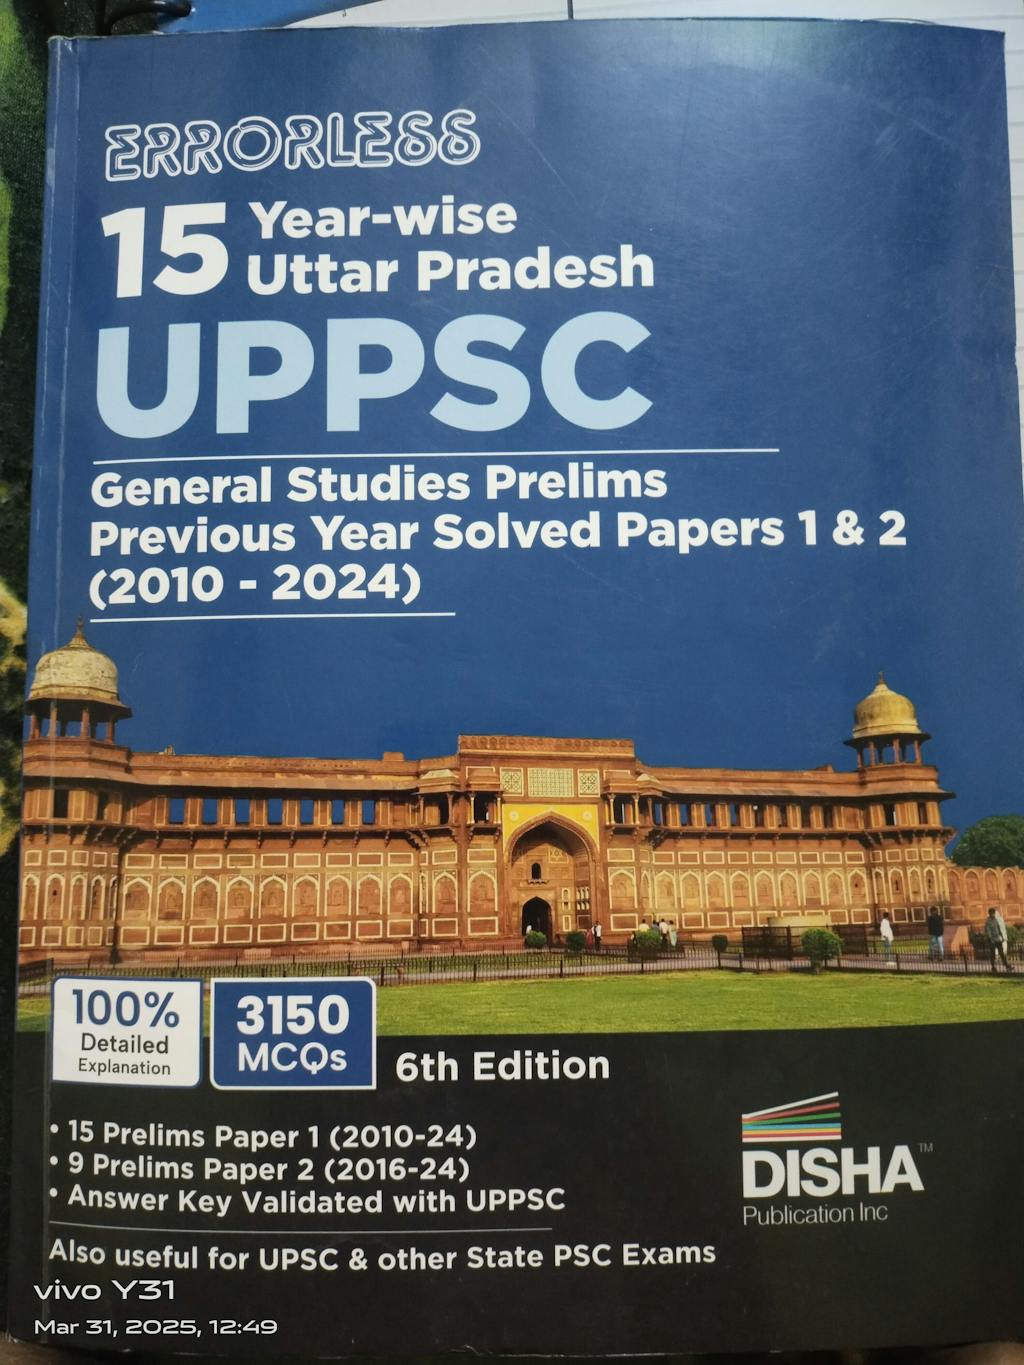 ERRORLESS
15 Year-wise
Uttar Pradesh
UPPSC
General Studies Prelims
Previous Year Solved Papers 1 & 2
(2010 - 2024)
100%
Detailed
Explanation
3150
MCQs
6th Edition
• 15 Prelims Paper 1 (2010-24)
• 9 Prelims Paper 2 (2016-24)
• Answer Key Validated with UPPSC
Also useful for UPSC & other State PSC Exams
DISHA™
Publication Inc
vivo Y31
Mar 31, 2025, 12:49